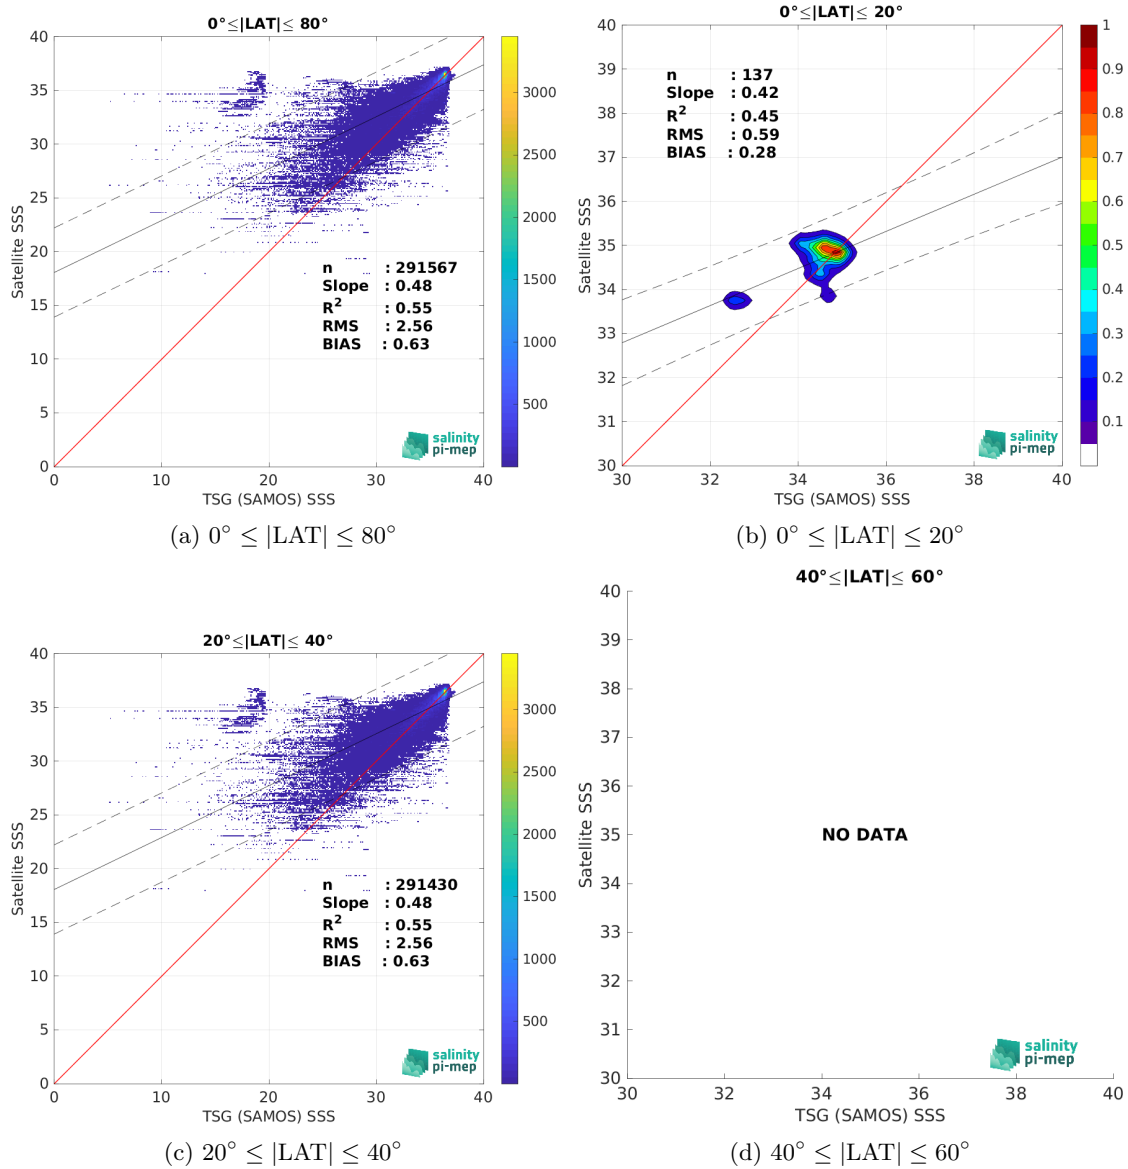 0°≤|LAT|≤ 80°
40
35
30
25
20
15
10
5
0
Satellite SSS
0
10
20
30
40
TSG (SAMOS) SSS
3000
2500
2000
1500
1000
500
n : 291567
Slope : 0.48
R² : 0.55
RMS : 2.56
BIAS : 0.63
salinity
pi-mep
(a) 0° ≤ |LAT| ≤ 80°
0°≤|LAT|≤ 20°
40
39
38
37
36
35
34
33
32
31
30
Satellite SSS
30
32
34
36
38
40
TSG (SAMOS) SSS
1
0.9
0.8
0.7
0.6
0.5
0.4
0.3
0.2
0.1
n : 137
Slope : 0.42
R² : 0.45
RMS : 0.59
BIAS : 0.28
salinity
pi-mep
(b) 0° ≤ |LAT| ≤ 20°
20°≤|LAT|≤ 40°
40
35
30
25
20
15
10
5
0
Satellite SSS
0
10
20
30
40
TSG (SAMOS) SSS
3000
2500
2000
1500
1000
500
n : 291430
Slope : 0.48
R² : 0.55
RMS : 2.56
BIAS : 0.63
salinity
pi-mep
(c) 20° ≤ |LAT| ≤ 40°
40°≤|LAT|≤ 60°
40
39
38
37
36
35
34
33
32
31
30
Satellite SSS
NO DATA
30
32
34
36
38
40
TSG (SAMOS) SSS
salinity
pi-mep
(d) 40° ≤ |LAT| ≤ 60°